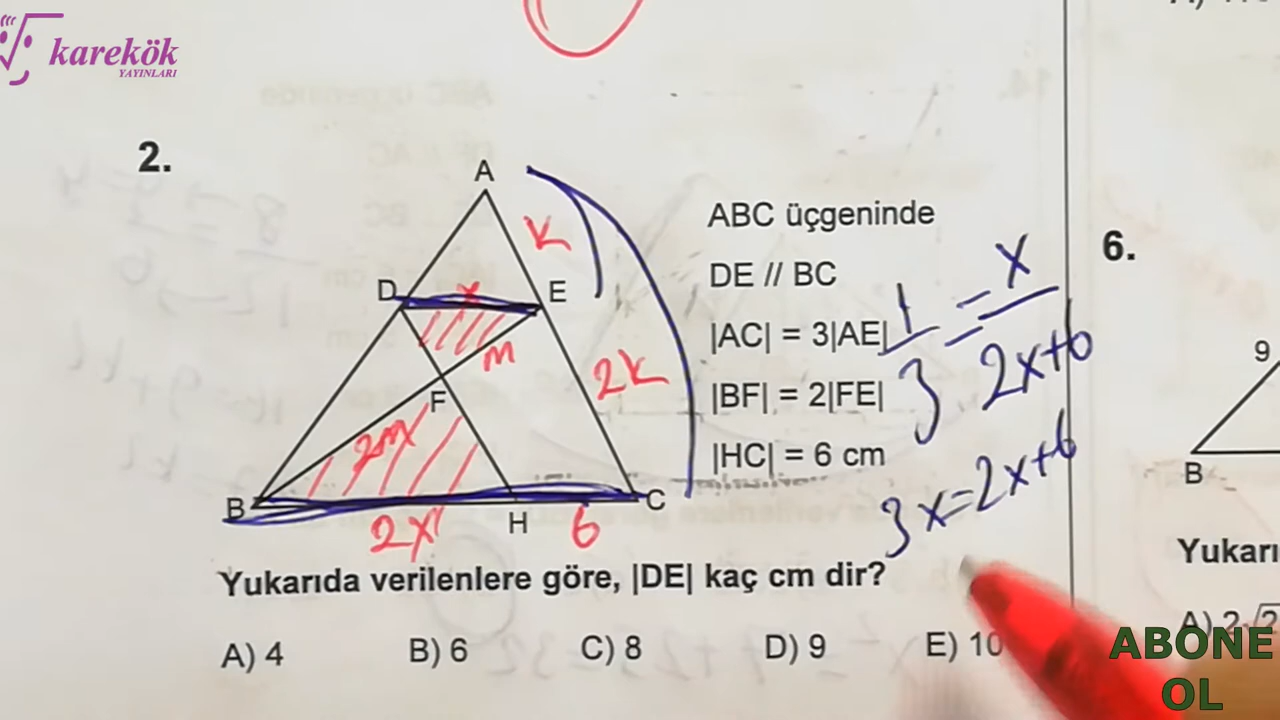 karekök
YAYINLARI
2.
A
K
D
x
E
m
2K
F
2m
B
H
C
2x
6
ABC üçgeninde
DE // BC
|AC| = 3|AE|
|BF| = 2|FE|
|HC| = 6 cm
1/3 = x/2x+6
3x=2x+6
Yukarıda verilenlere göre, |DE| kaç cm dir?
A) 4 B) 6 C) 8 D) 9 E) 10
6.
9
B
Yukarı
A) 2√2
ABONE
OL